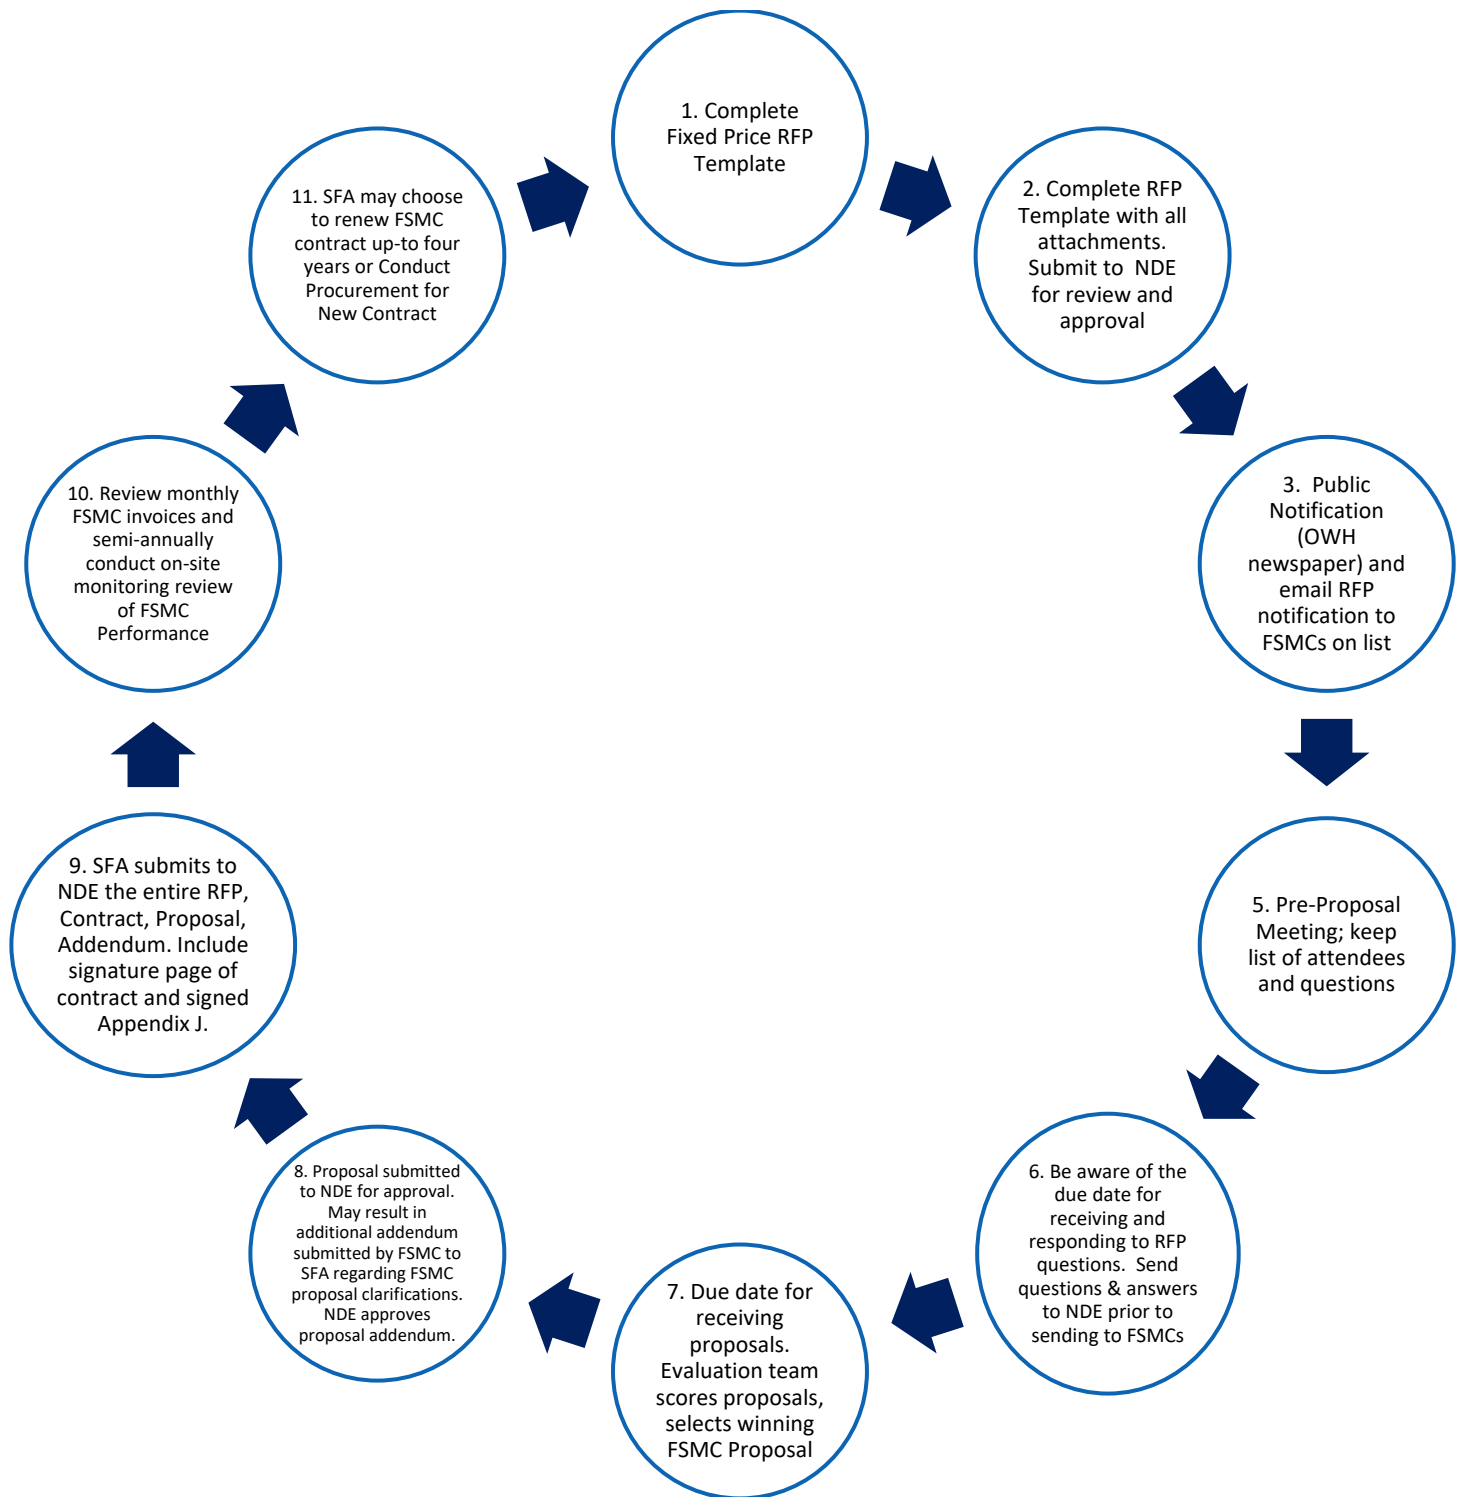 1. Complete
Fixed Price RFP
Template
2. Complete RFP
Template with all
attachments.
Submit to  NDE
for review and
approval
3.  Public
Notification
(OWH
newspaper) and
email RFP
notification to
FSMCs on list
5. Pre-Proposal
Meeting; keep
list of attendees
and questions
6. Be aware of the
due date for
receiving and
responding to RFP
questions.  Send
questions & answers
to NDE prior to
sending to FSMCs
7. Due date for
receiving
proposals.
Evaluation team
scores proposals,
selects winning
FSMC Proposal
8. Proposal submitted
to NDE for approval.
May result in
additional addendum
submitted by FSMC to
SFA regarding FSMC
proposal clarifications.
NDE approves
proposal addendum.
9. SFA submits to
NDE the entire RFP,
Contract, Proposal,
Addendum. Include
signature page of
contract and signed
Appendix J.
10. Review monthly
FSMC invoices and
semi-annually
conduct on-site
monitoring review
of FSMC
Performance
11. SFA may choose
to renew FSMC
contract up-to four
years or Conduct
Procurement for
New Contract